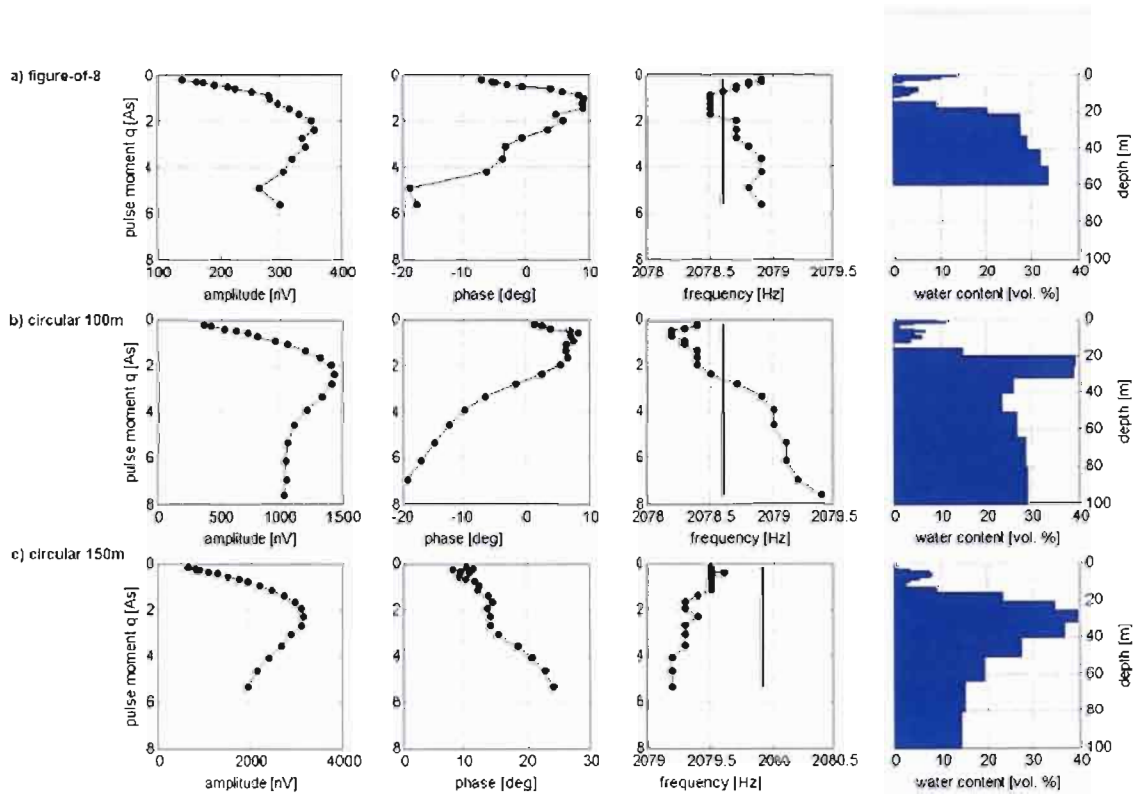 a) figure-of-8
pulse moment q [As]
0
2
4
6
8
100 200 300 400
amplitude [nV]
0
2
4
6
8
-20 -10 0 10
phase [deg]
0
2
4
6
8
2078 2078.5 2079 2079.5
frequency [Hz]
0
20
40
60
80
100
depth [m]
0 10 20 30 40
water content [vol. %]
b) circular 100m
pulse moment q [As]
0
2
4
6
8
0 500 1000 1500
amplitude [nV]
0
2
4
6
8
-20 -10 0 10
phase [deg]
0
2
4
6
8
2078 2078.5 2079 2079.5
frequency [Hz]
0
20
40
60
80
100
depth [m]
0 10 20 30 40
water content [vol. %]
c) circular 150m
pulse moment q [As]
0
2
4
6
8
0 2000 4000
amplitude [nV]
0
2
4
6
8
0 10 20 30
phase [deg]
0
2
4
6
8
2079 2079.5 2080 2080.5
frequency [Hz]
0
20
40
60
80
100
depth [m]
0 10 20 30 40
water content [vol. %]